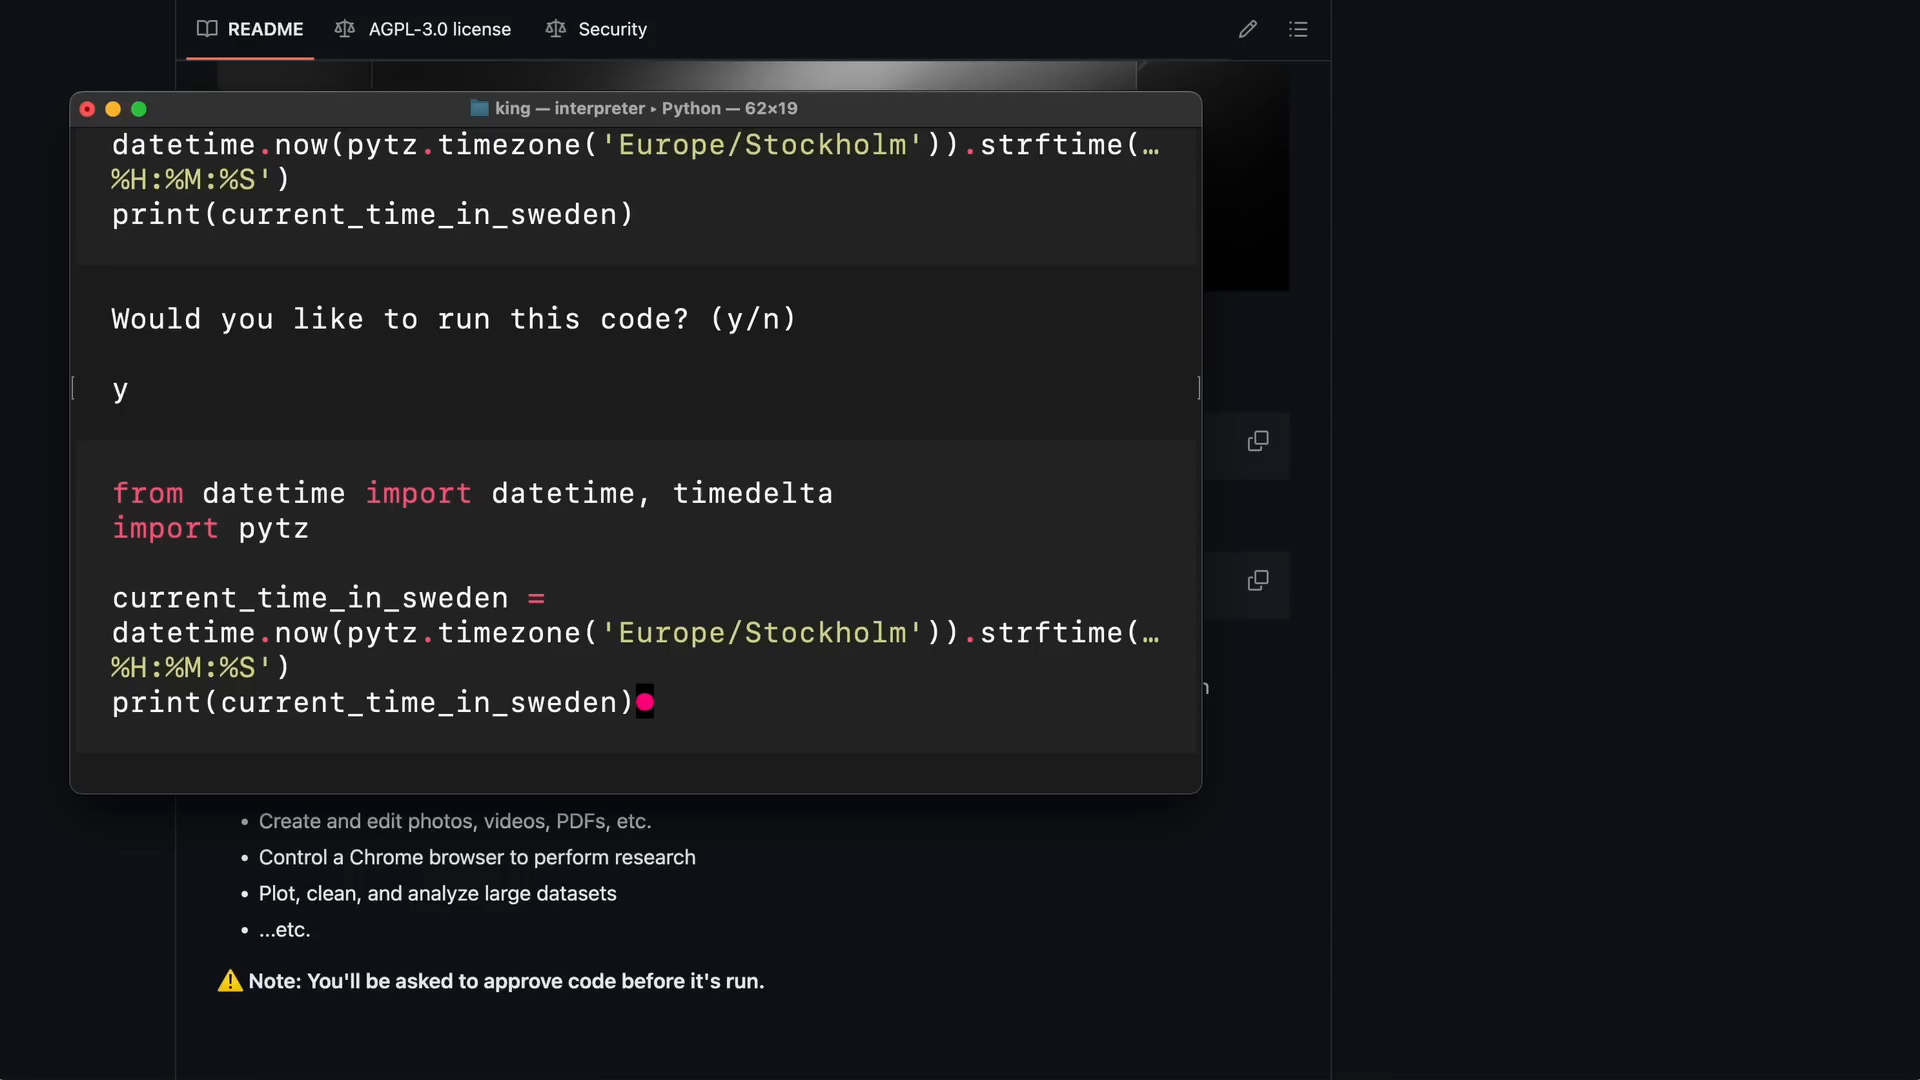 README
AGPL-3.0 license
Security
king — interpreter ▸ Python — 62×19
datetime.now(pytz.timezone('Europe/Stockholm')).strftime(…
%H:%M:%S')
print(current_time_in_sweden)
Would you like to run this code? (y/n)
y
from datetime import datetime, timedelta
import pytz
current_time_in_sweden =
datetime.now(pytz.timezone('Europe/Stockholm')).strftime(…
%H:%M:%S')
print(current_time_in_sweden)
• Create and edit photos, videos, PDFs, etc.
• Control a Chrome browser to perform research
• Plot, clean, and analyze large datasets
• ...etc.
⚠️ Note: You'll be asked to approve code before it's run.